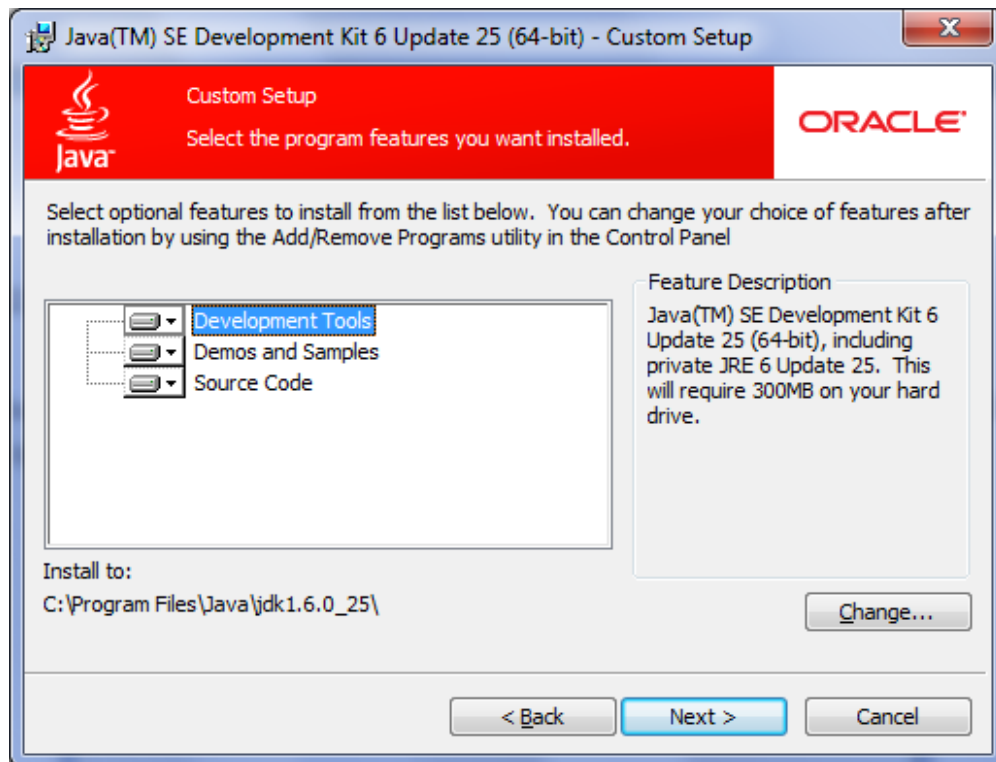 Java(TM) SE Development Kit 6 Update 25 (64-bit) - Custom Setup
Java™
Custom Setup
Select the program features you want installed.
ORACLE®
Select optional features to install from the list below.  You can change your choice of features after
installation by using the Add/Remove Programs utility in the Control Panel
Development Tools
Demos and Samples
Source Code
Feature Description
Java(TM) SE Development Kit 6
Update 25 (64-bit), including
private JRE 6 Update 25.  This
will require 300MB on your hard
drive.
Install to:
C:\Program Files\Java\jdk1.6.0_25\
Change...
< Back
Next >
Cancel